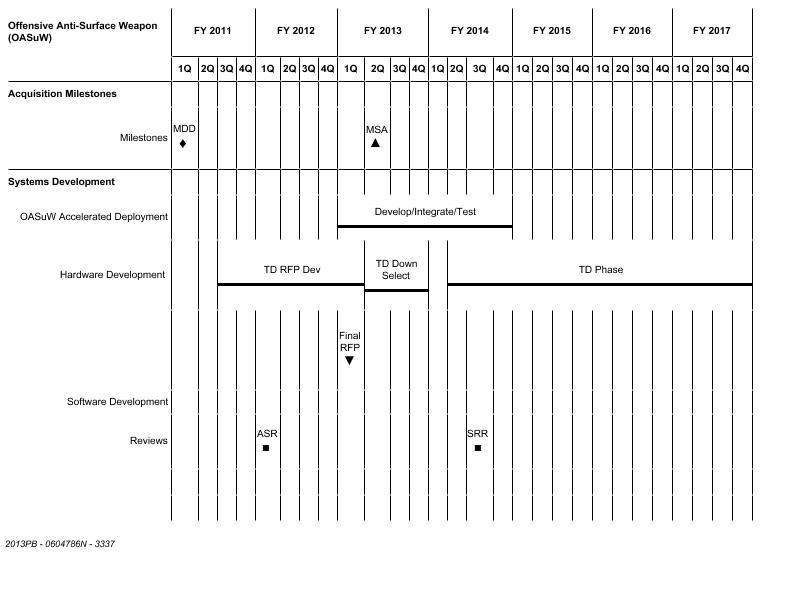 Offensive Anti-Surface Weapon
(OASuW)
FY 2011 FY 2012 FY 2013 FY 2014 FY 2015 FY 2016 FY 2017
1Q 2Q 3Q 4Q 1Q 2Q 3Q 4Q 1Q 2Q 3Q 4Q 1Q 2Q 3Q 4Q 1Q 2Q 3Q 4Q 1Q 2Q 3Q 4Q 1Q 2Q 3Q 4Q
Acquisition Milestones
Milestones MDD MSA
Systems Development
OASuW Accelerated Deployment Develop/Integrate/Test
Hardware Development TD RFP Dev TD Down
Select TD Phase
Final
RFP
Software Development
Reviews ASR SRR
2013PB - 0604786N - 3337